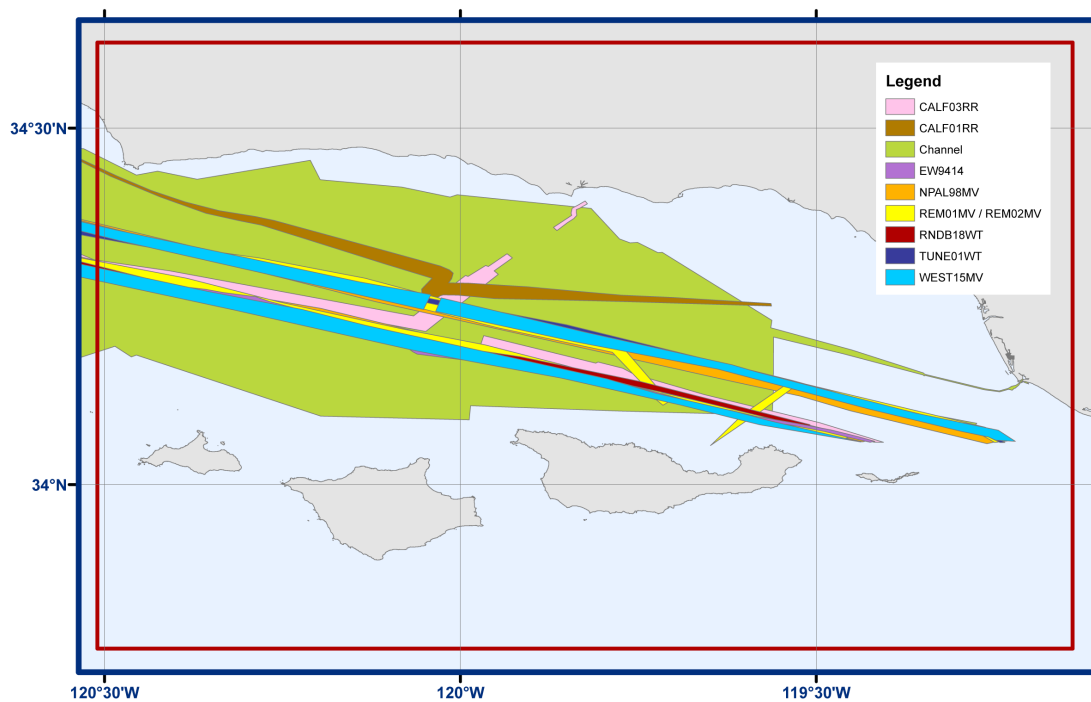 Legend
CALF03RR
CALF01RR
Channel
EW9414
NPAL98MV
REM01MV / REM02MV
RNDB18WT
TUNE01WT
WEST15MV
34°30'N
34°N
120°30'W
120°W
119°30'W